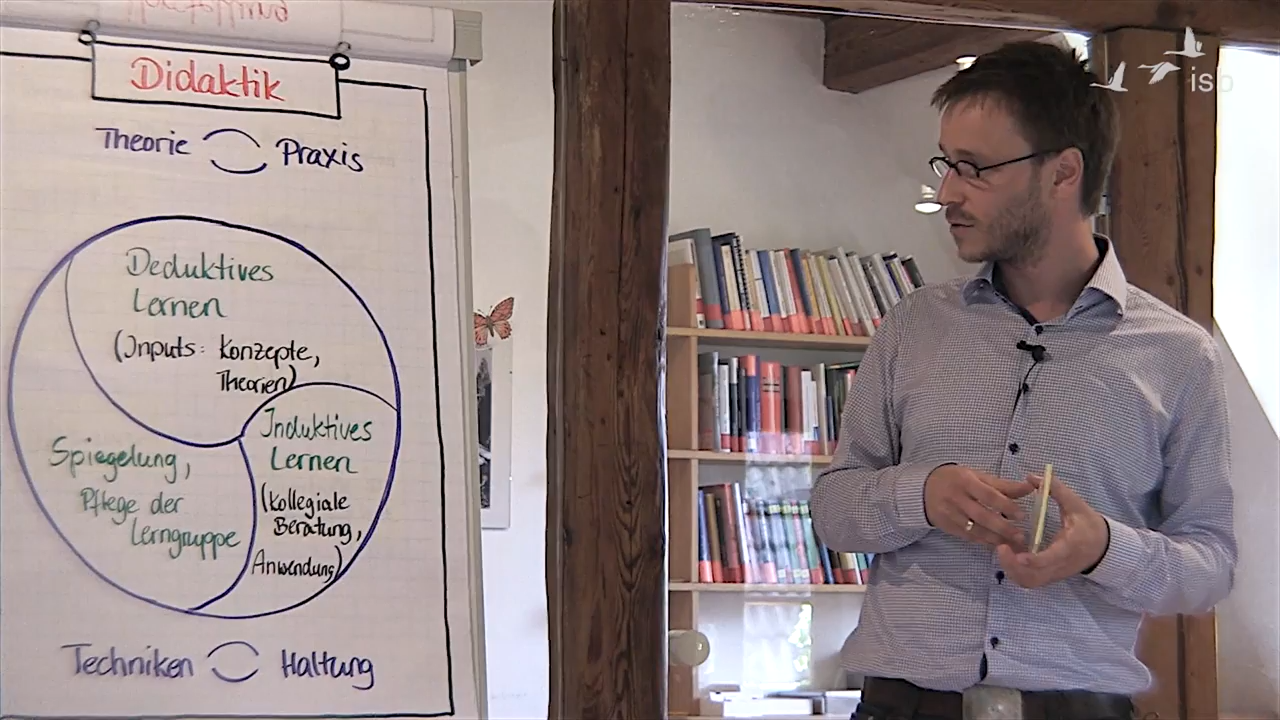 Didaktik
Theorie Praxis
Deduktives
Lernen
(Inputs: Konzepte,
Theorien)
Induktives
Lernen
(Kollegiale
Beratung,
Anwendung)
Spiegelung,
Pflege der
Lerngruppe
Techniken Haltung
isb